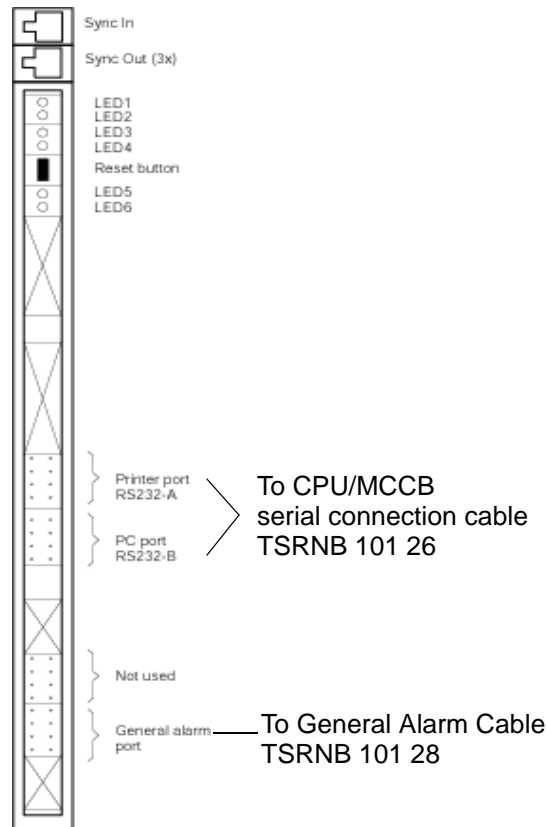 Sync In
Sync Out (3x)
LED1
LED2
LED3
LED4
Reset button
LED5
LED6
Printer port
RS232-A
To CPU/MCCB
serial connection cable
TSRNB 101 26
PC port
RS232-B
Not used
General alarm
port
To General Alarm Cable
TSRNB 101 28